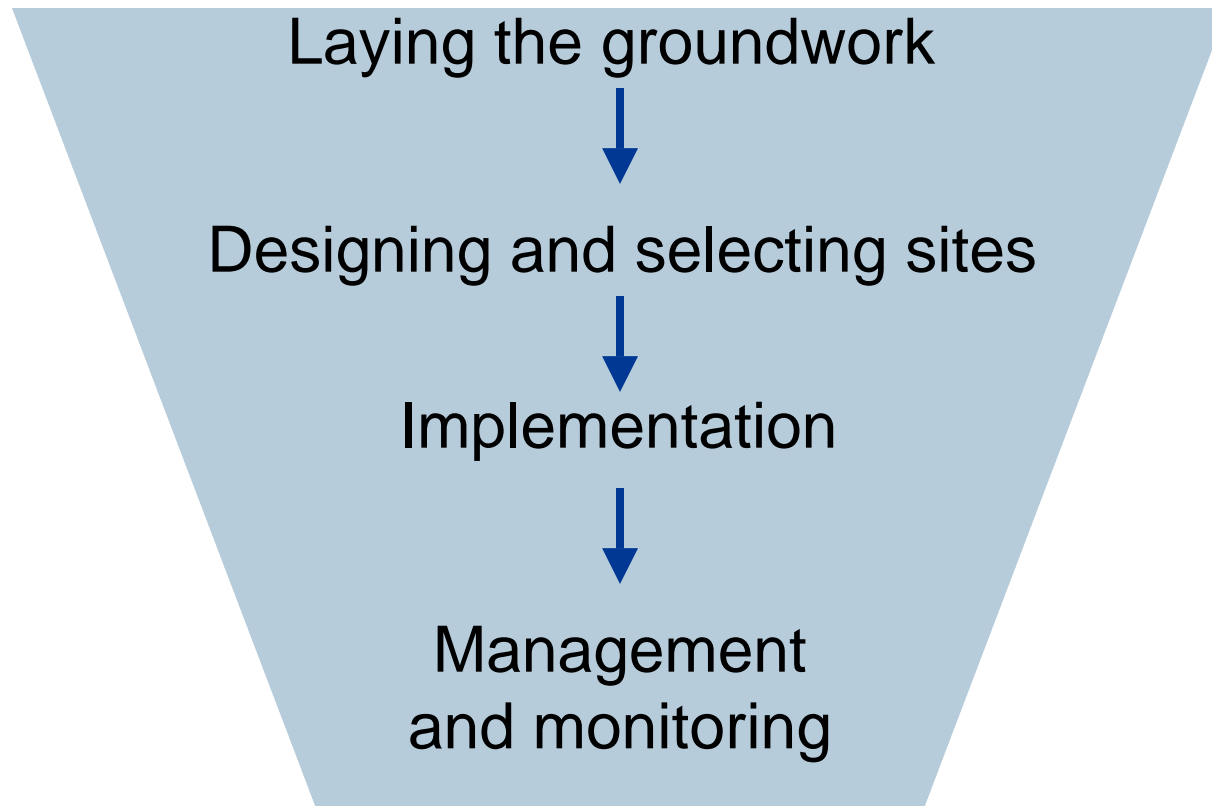 Laying the groundwork
Designing and selecting sites
Implementation
Management
and monitoring